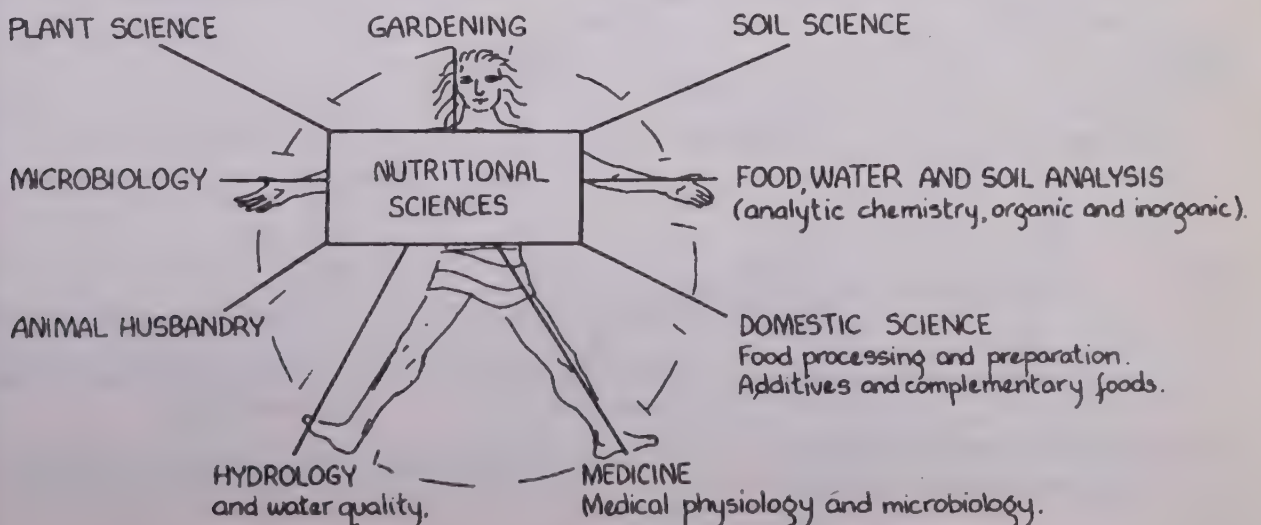 PLANT SCIENCE
GARDENING
SOIL SCIENCE
MICROBIOLOGY
NUTRITIONAL
SCIENCES
FOOD, WATER AND SOIL ANALYSIS
(analytic chemistry, organic and inorganic).
ANIMAL HUSBANDRY
DOMESTIC SCIENCE
Food processing and preparation.
Additives and complementary foods.
HYDROLOGY
and water quality.
MEDICINE
Medical physiology and microbiology.